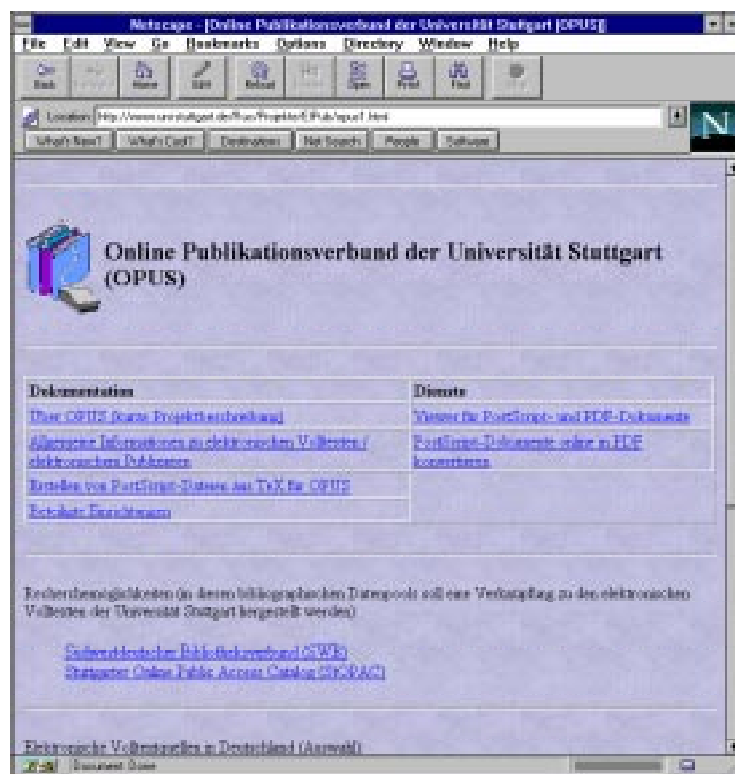 Netscape - [Online Publikationsverbund der Universität Stuttgart (OPUS)]
File Edit View Go Bookmarks Options Directory Window Help
Back Home Edit Reload Open Print Find
Location:
What's New? What's Cool? Destinations Net Search People Software
Online Publikationsverbund der Universität Stuttgart
(OPUS)
Dokumentation Dienste
Über OPUS (kurze Projektbeschreibung) Viewer für PostScript- und PDF-Dokumente
Allgemeine Informationen zu elektronischen Volltexten / PostScript-Dokumente online in PDF
elektronischen Dokumenten konvertieren
Erstellen von PostScript-Dateien aus TeX für OPUS
Beteiligte Einrichtungen
Recherchemöglichkeiten (in diesen bibliographischen Datenpools soll eine Verknüpfung zu den elektronischen
Volltexten der Universität Stuttgart hergestellt werden)
Südwestdeutscher Bibliotheksverbund (SWB)
Stuttgarter Online Public Access Catalog (StOPAC)
Elektronische Volltextquellen in Deutschland (Auswahl)
Document: Done